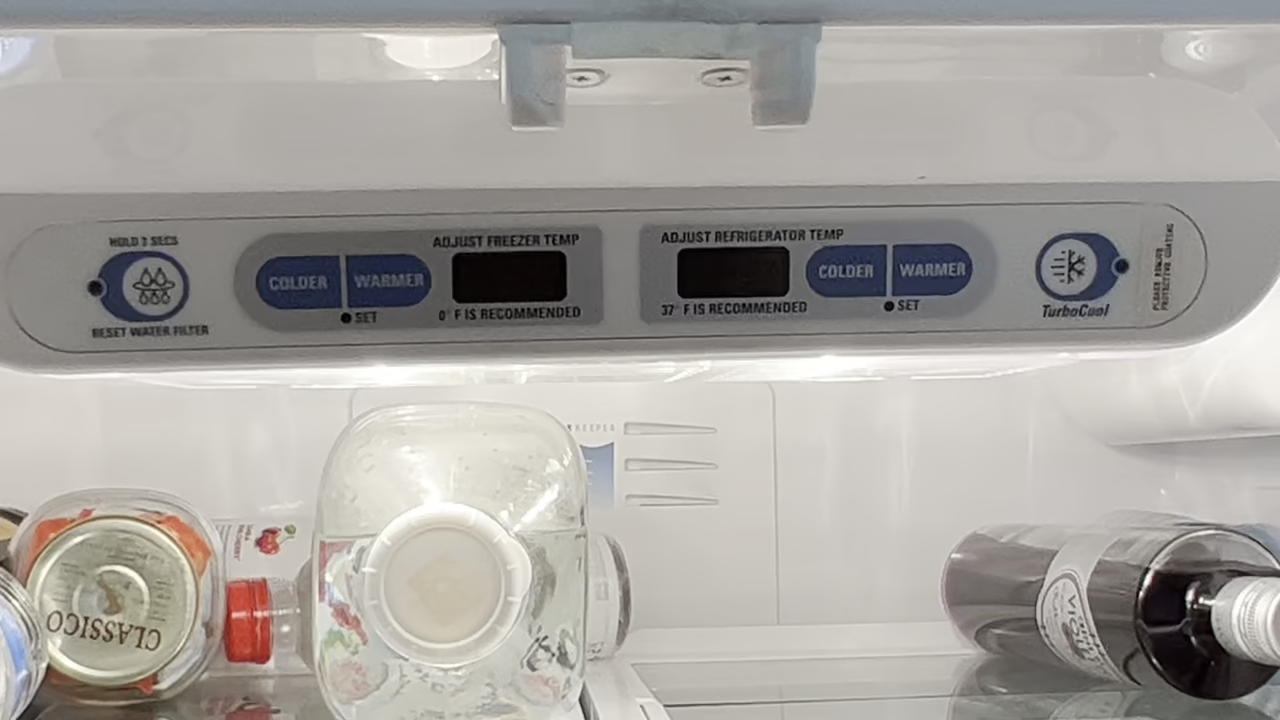 HOLD 3 SECS
RESET WATER FILTER
COLDER
WARMER
SET
ADJUST FREEZER TEMP
0° F IS RECOMMENDED
ADJUST REFRIGERATOR TEMP
37° F IS RECOMMENDED
COLDER
WARMER
SET
TurboCool
PLEASE REMOVE
PROTECTIVE COATING
KEEPER
CLASSICO